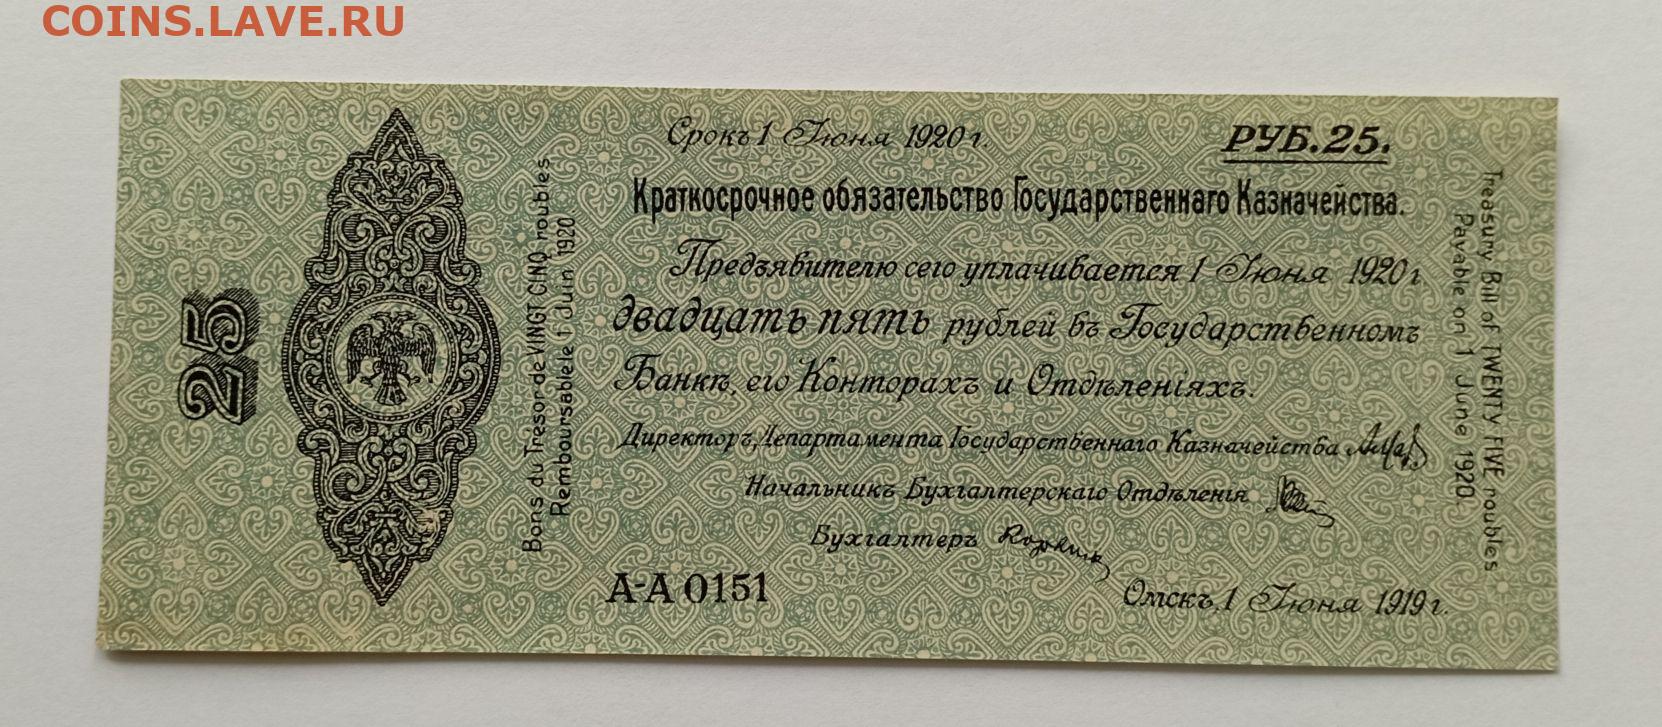 COINS.LAVE.RU
25
Bons du Trésor de VINGT CINQ roubles
Remboursable le 1 Juin 1920
Срокъ 1 Іюня 1920 г.
РУБ.25.
Краткосрочное обязательство Государственнаго Казначейства.
Предъявителю сего уплачивается 1 Іюня 1920 г
двадцать пять рублей въ Государственномъ
Банкѣ, его Конторахъ и Отдѣленіяхъ.
Директоръ Департамента Государственнаго Казначейства
Начальникъ Бухгалтерскаго Отдѣленія
Бухгалтеръ
А-А 0151
Омскъ, 1 Іюня 1919 г.
Treasury Bill of TWENTY FIVE roubles
Payable on 1 June 1920.